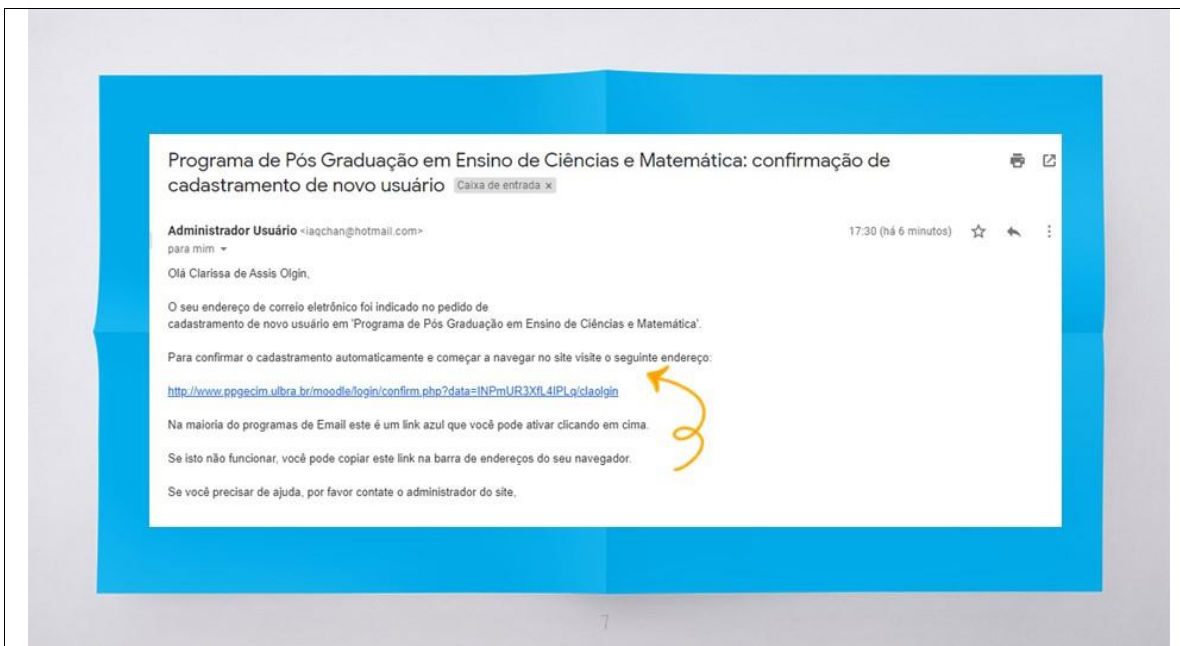 Programa de Pós Graduação em Ensino de Ciências e Matemática: confirmação de
cadastramento de novo usuário Caixa de entrada x
Administrador Usuário <iaqchan@hotmail.com> 17:30 (há 6 minutos)
para mim
Olá Clarissa de Assis Olgin,
O seu endereço de correio eletrônico foi indicado no pedido de
cadastramento de novo usuário em 'Programa de Pós Graduação em Ensino de Ciências e Matemática'.
Para confirmar o cadastramento automaticamente e começar a navegar no site visite o seguinte endereço:
http://www.ppgecim.ulbra.br/moodle/login/confirm.php?data=INPmUR3XfL4IPLq/claolgin
Na maioria do programas de Email este é um link azul que você pode ativar clicando em cima.
Se isto não funcionar, você pode copiar este link na barra de endereços do seu navegador.
Se você precisar de ajuda, por favor contate o administrador do site,
7